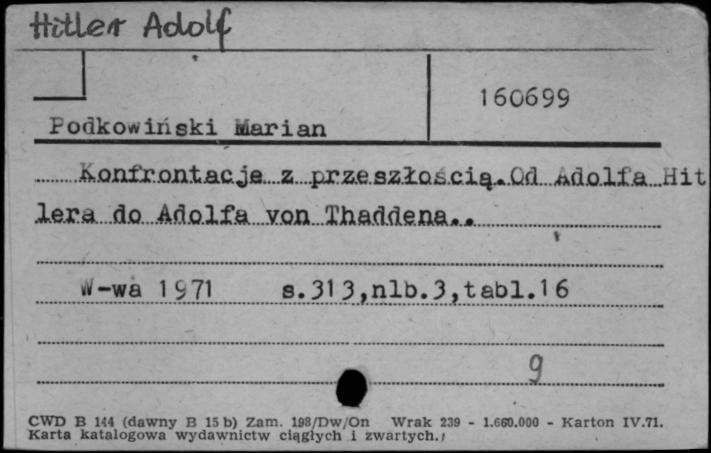 Hitler Adolf
160699
Podkowiński Marian
Konfrontacje z przeszłością.Od Adolfa Hit
lera do Adolfa von Thaddena..
W-wa 1971 s.313,nlb.3,tabl.16
9
CWD B 144 (dawny B 15 b) Zam. 198/Dw/On Wrak 239 - 1.660.000 - Karton IV.71.
Karta katalogowa wydawnictw ciągłych i zwartych.